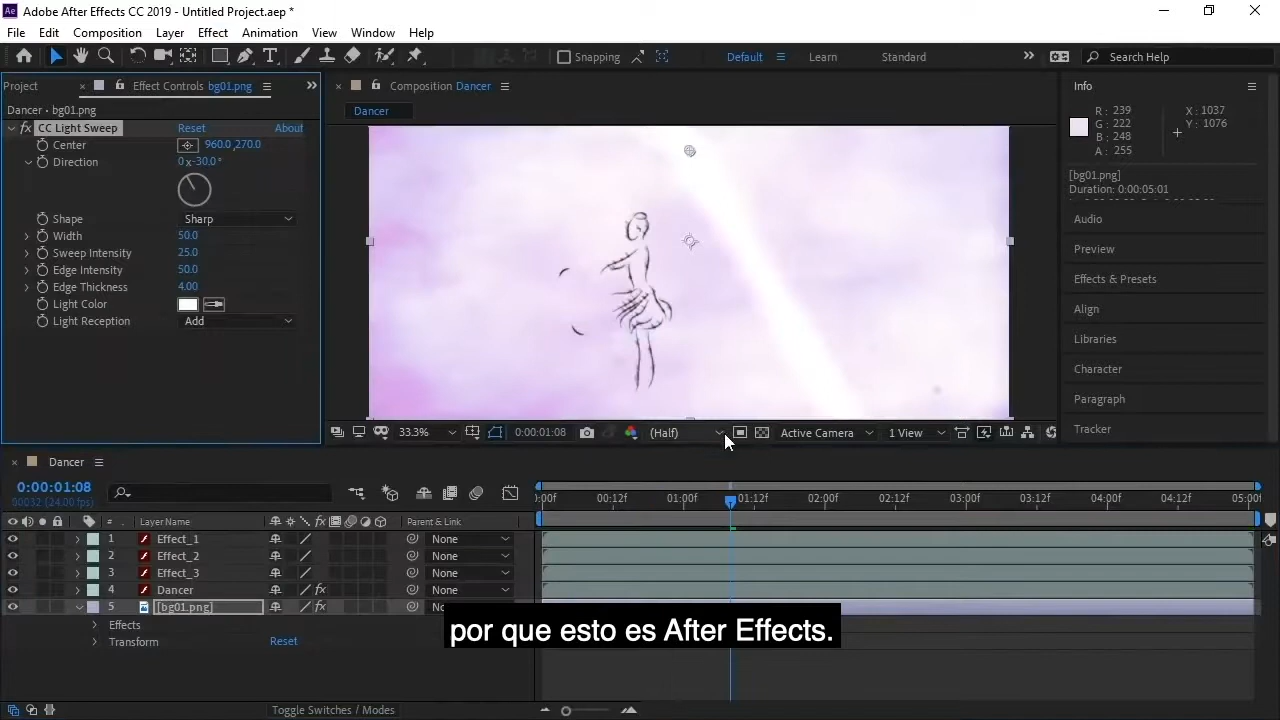 Ae Adobe After Effects CC 2019 - Untitled Project.aep *
File Edit Composition Layer Effect Animation View Window Help
Snapping Default Learn Standard Search Help
Project Effect Controls bg01.png
Dancer • bg01.png
fx CC Light Sweep Reset About
Center 960.0,270.0
Direction 0x-30.0°
Shape Sharp
Width 50.0
Sweep Intensity 25.0
Edge Intensity 50.0
Edge Thickness 4.00
Light Color
Light Reception Add
Composition Dancer
Dancer
33.3% 0:00:01:08 (Half) Active Camera 1 View
Info
R: 239 X: 1037
G: 222 Y: 1076
B: 248
A: 255
[bg01.png]
Duration: 0:00:05:01
Audio
Preview
Effects & Presets
Align
Libraries
Character
Paragraph
Tracker
Dancer
0:00:01:08
00032 (24.00 fps)
:00f 00:12f 01:00f 01:12f 02:00f 02:12f 03:00f 03:12f 04:00f 04:12f 05:00f
# Layer Name fx Parent & Link
1 Effect_1 None
2 Effect_2 None
3 Effect_3 None
4 Dancer fx None
5 [bg01.png] fx
Effects
Transform Reset
por que esto es After Effects.
Toggle Switches / Modes